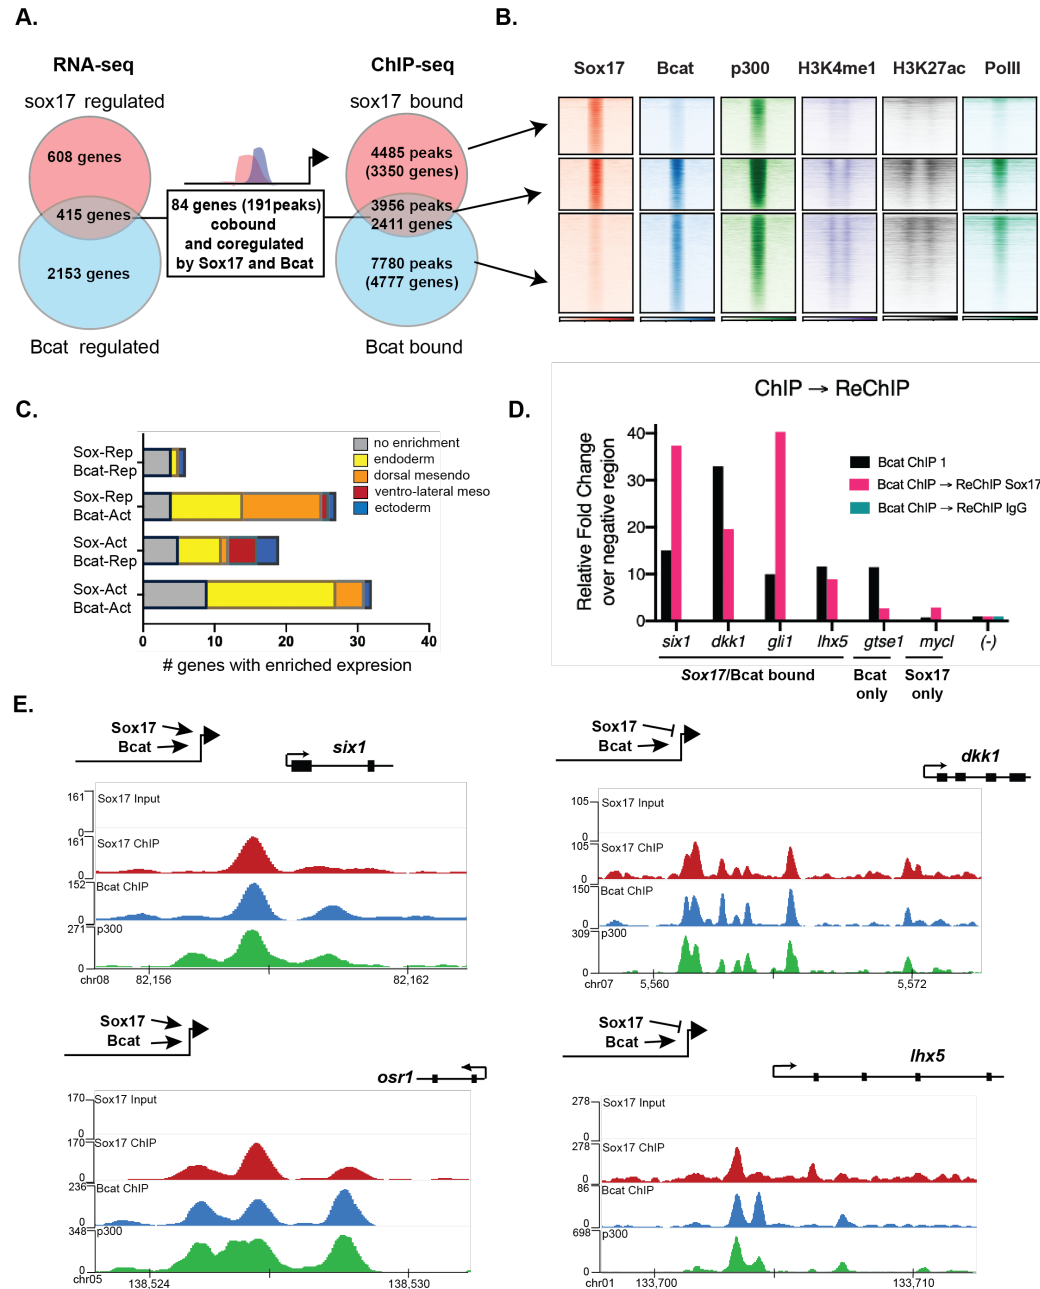 A.
RNA-seq
ChIP-seq
sox17 regulated
sox17 bound
608 genes
415 genes
2153 genes
84 genes (191peaks)
cobound
and coregulated
by Sox17 and Bcat
4485 peaks
(3350 genes)
3956 peaks
2411 genes
7780 peaks
(4777 genes)
Bcat regulated
Bcat bound
B.
Sox17 Bcat p300 H3K4me1 H3K27ac PolII
C.
Sox-Rep
Bcat-Rep
Sox-Rep
Bcat-Act
Sox-Act
Bcat-Rep
Sox-Act
Bcat-Act
no enrichment
endoderm
dorsal mesendo
ventro-lateral meso
ectoderm
0 10 20 30 40
# genes with enriched expresion
D.
ChIP → ReChIP
Relative Fold Change
over negative region
40
30
20
10
0
Bcat ChIP 1
Bcat ChIP → ReChIP Sox17
Bcat ChIP → ReChIP IgG
six1 dkk1 gli1 lhx5 gtse1 mycl (-)
Sox17/Bcat bound
Bcat
only
Sox17
only
E.
Sox17
Bcat
six1
161
0
Sox17 Input
161
0
Sox17 ChIP
152
0
Bcat ChIP
271
0
p300
chr08 82,156 82,162
Sox17
Bcat
dkk1
105
0
Sox17 Input
105
0
Sox17 ChIP
150
0
Bcat ChIP
309
0
p300
chr07 5,560 5,572
Sox17
Bcat
osr1
170
0
Sox17 Input
170
0
Sox17 ChIP
236
0
Bcat ChIP
348
0
p300
chr05 138,524 138,530
Sox17
Bcat
lhx5
278
0
Sox17 Input
278
0
Sox17 ChIP
86
0
Bcat ChIP
698
0
p300
chr01 133,700 133,710